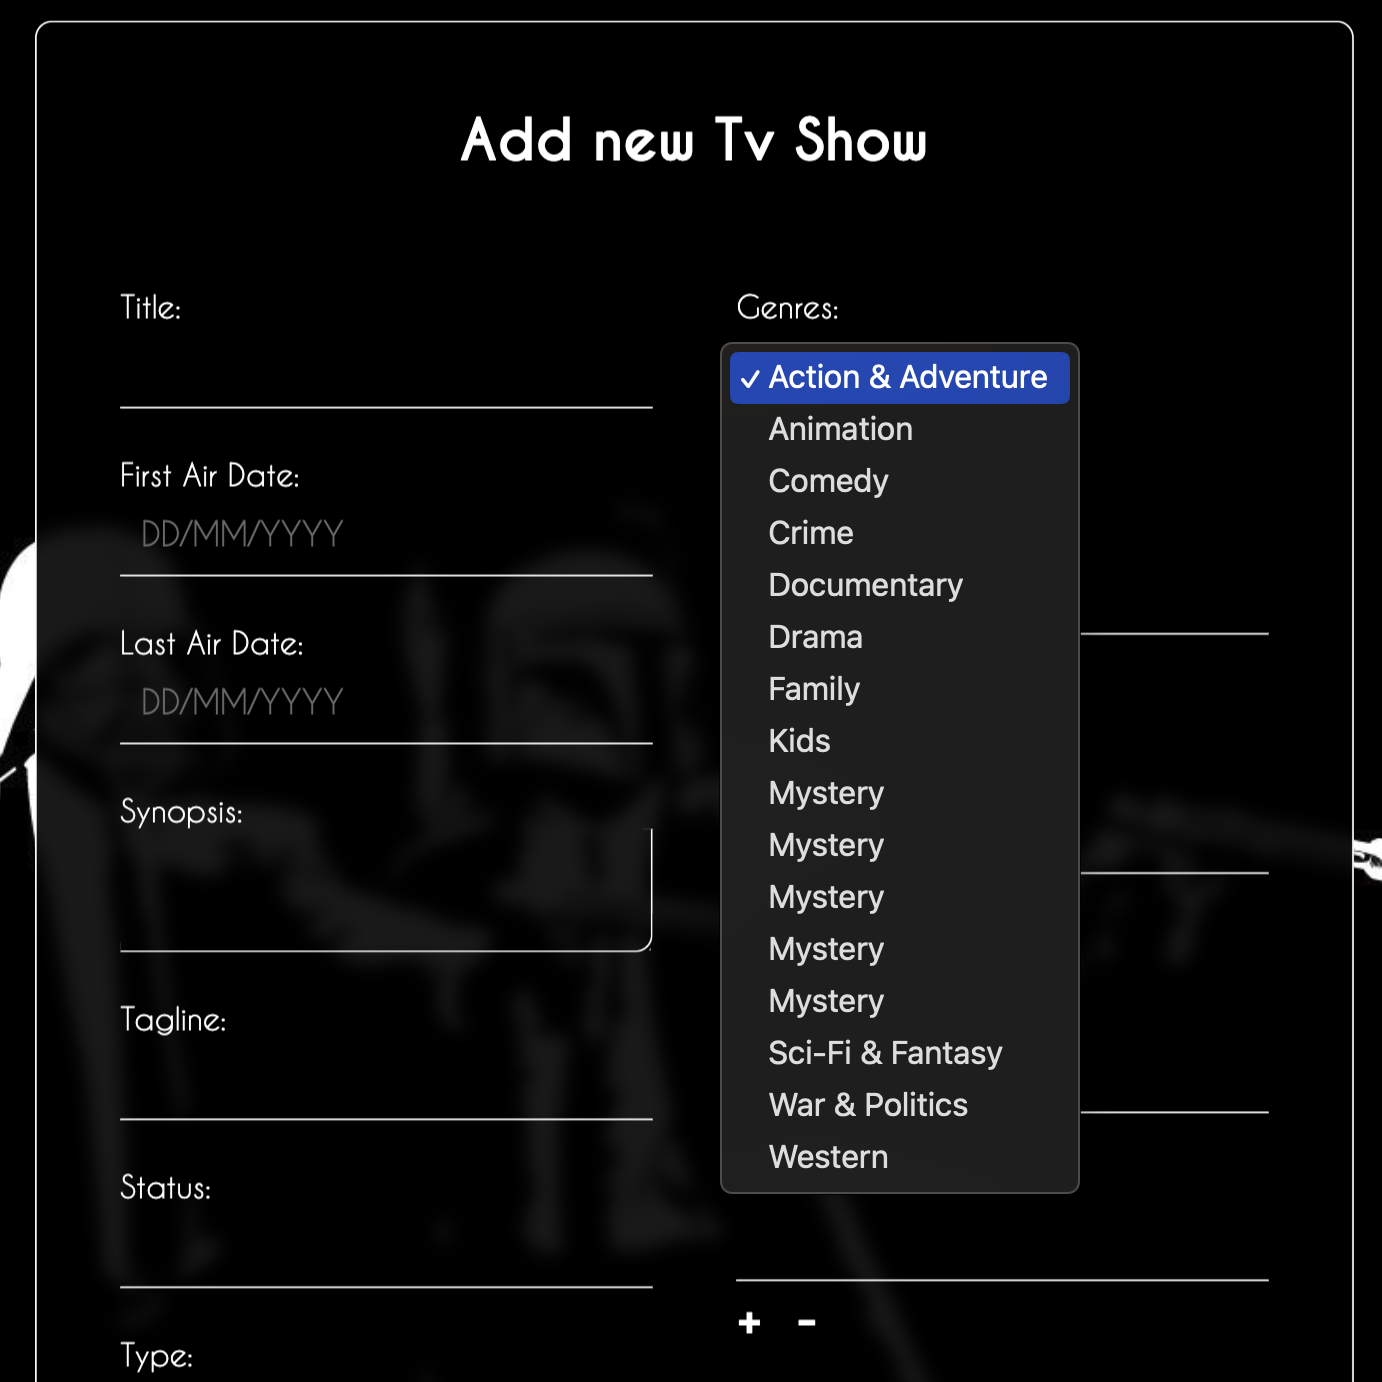 Add new Tv Show
Title:
First Air Date:
DD/MM/YYYY
Last Air Date:
DD/MM/YYYY
Synopsis:
Tagline:
Status:
Type:
Genres:
✓ Action & Adventure
Animation
Comedy
Crime
Documentary
Drama
Family
Kids
Mystery
Mystery
Mystery
Mystery
Mystery
Sci-Fi & Fantasy
War & Politics
Western
+ -